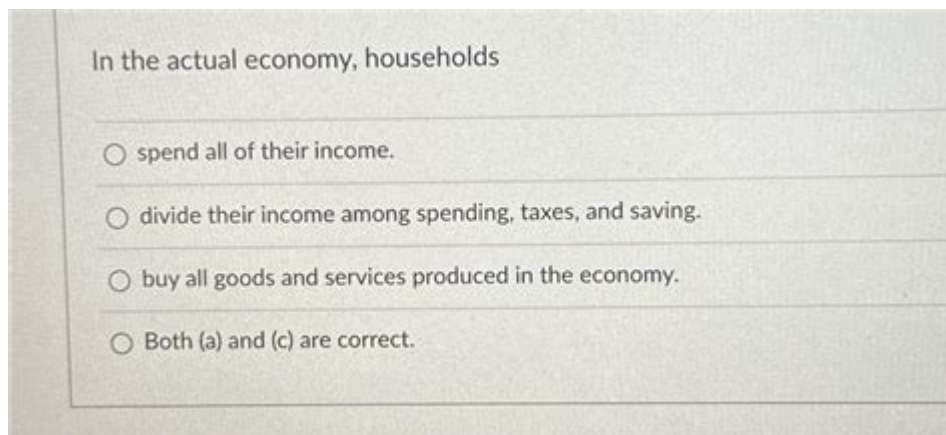 In the actual economy, households
spend all of their income.
divide their income among spending, taxes, and saving.
buy all goods and services produced in the economy.
Both (a) and (c) are correct.